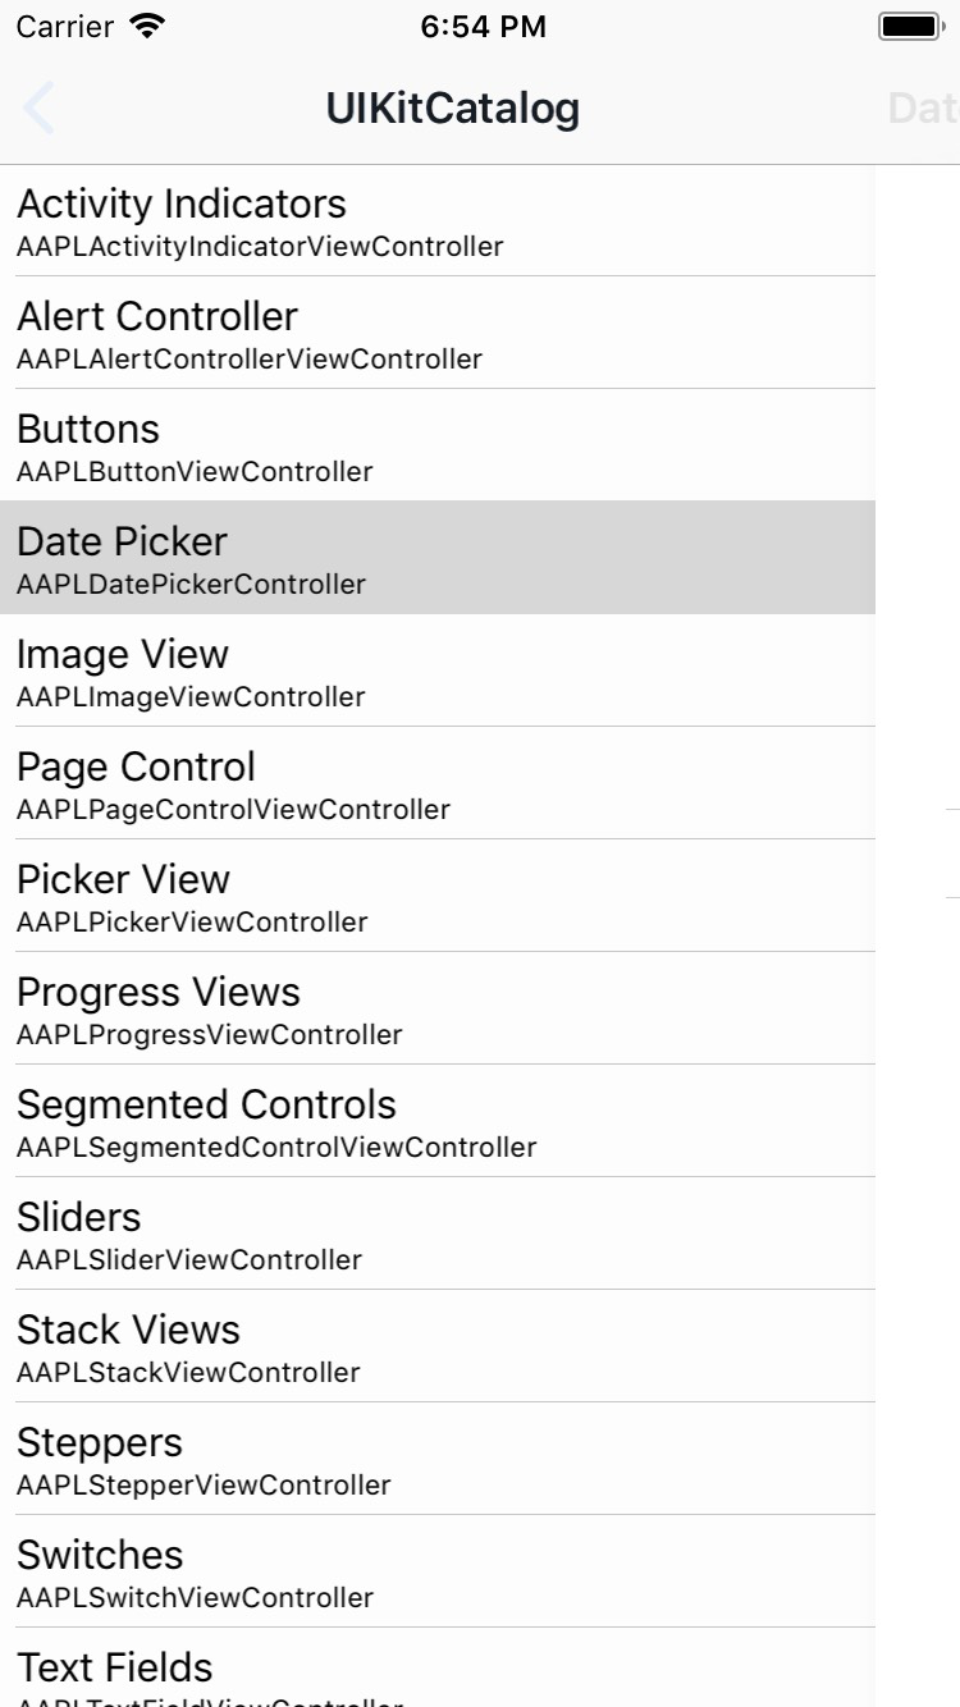 Carrier 6:54 PM
UIKitCatalog Dat
Activity Indicators
AAPLActivityIndicatorViewController
Alert Controller
AAPLAlertControllerViewController
Buttons
AAPLButtonViewController
Date Picker
AAPLDatePickerController
Image View
AAPLImageViewController
Page Control
AAPLPageControlViewController
Picker View
AAPLPickerViewController
Progress Views
AAPLProgressViewController
Segmented Controls
AAPLSegmentedControlViewController
Sliders
AAPLSliderViewController
Stack Views
AAPLStackViewController
Steppers
AAPLStepperViewController
Switches
AAPLSwitchViewController
Text Fields
AAPLTextFieldViewController